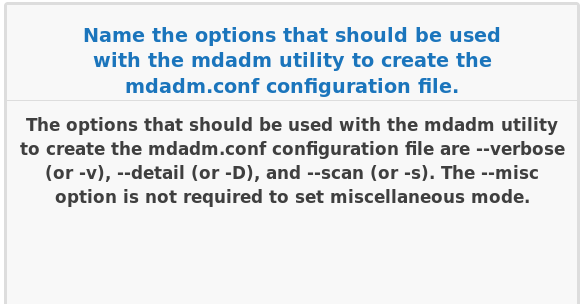 Name the options that should be used
with the mdadm utility to create the
mdadm.conf configuration file.
The options that should be used with the mdadm utility
to create the mdadm.conf configuration file are --verbose
(or -v), --detail (or -D), and --scan (or -s). The --misc
option is not required to set miscellaneous mode.